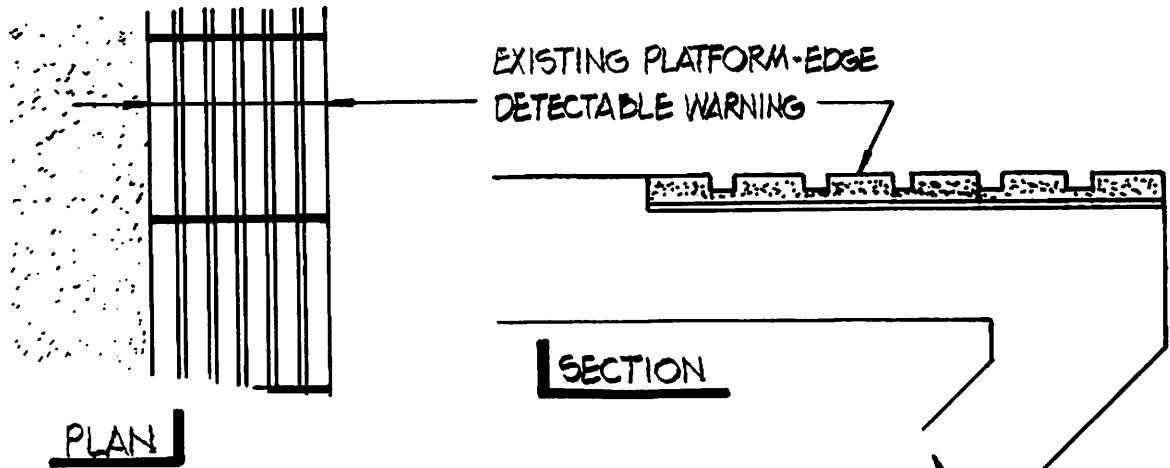 EXISTING PLATFORM-EDGE
DETECTABLE WARNING
SECTION
PLAN